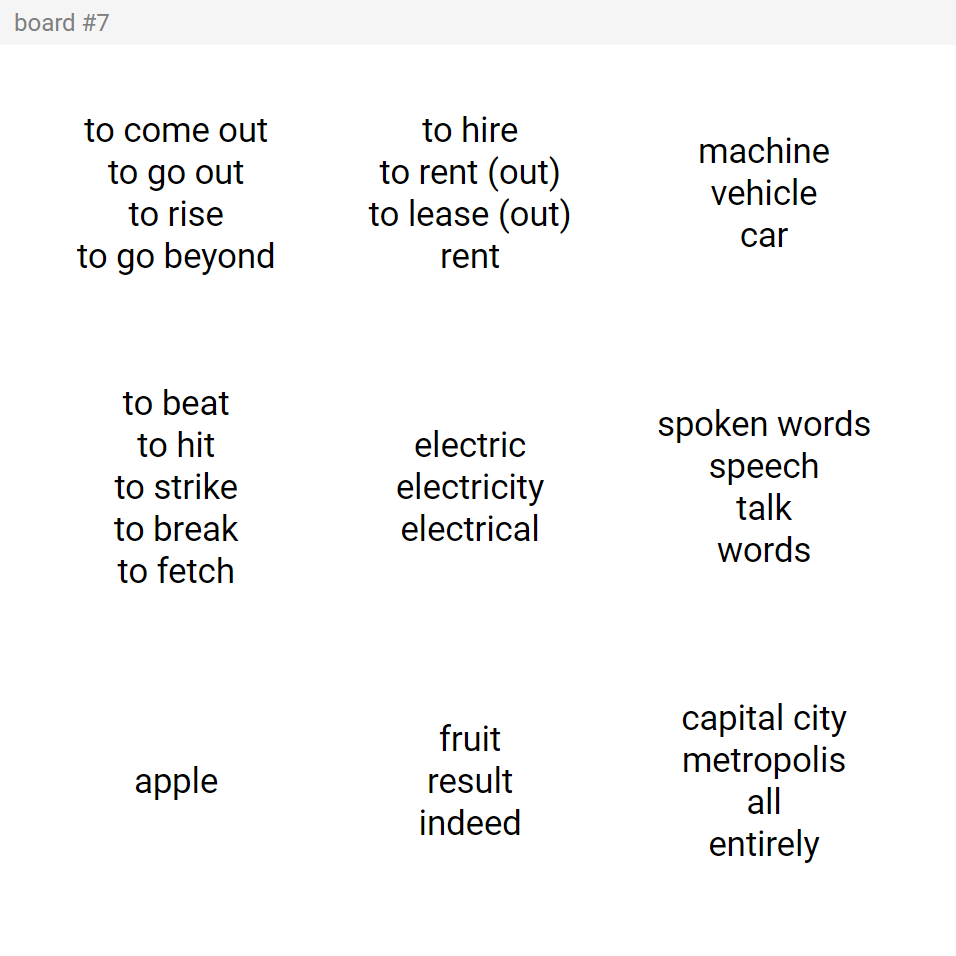 board #7
to come out
to go out
to rise
to go beyond
to hire
to rent (out)
to lease (out)
rent
machine
vehicle
car
to beat
to hit
to strike
to break
to fetch
electric
electricity
electrical
spoken words
speech
talk
words
apple
fruit
result
indeed
capital city
metropolis
all
entirely